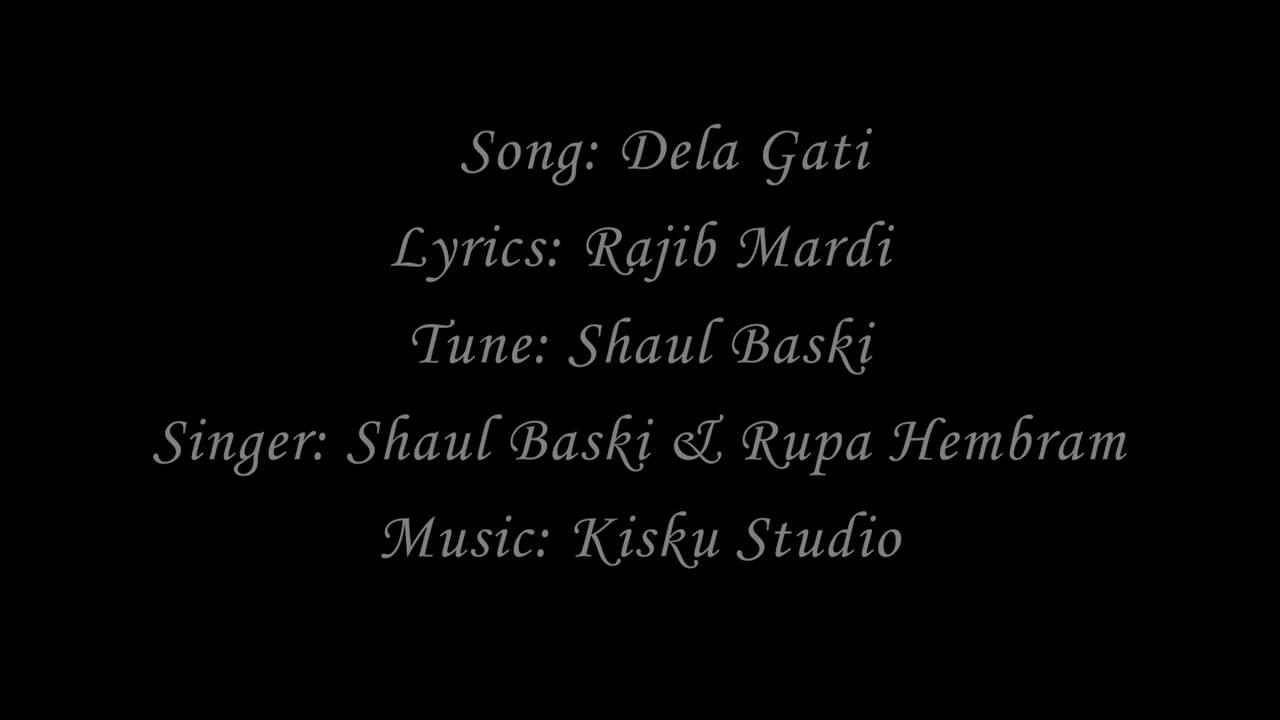 Song: Dela Gati
Lyrics: Rajib Mardi
Tune: Shaul Baski
Singer: Shaul Baski & Rupa Hembram
Music: Kisku Studio